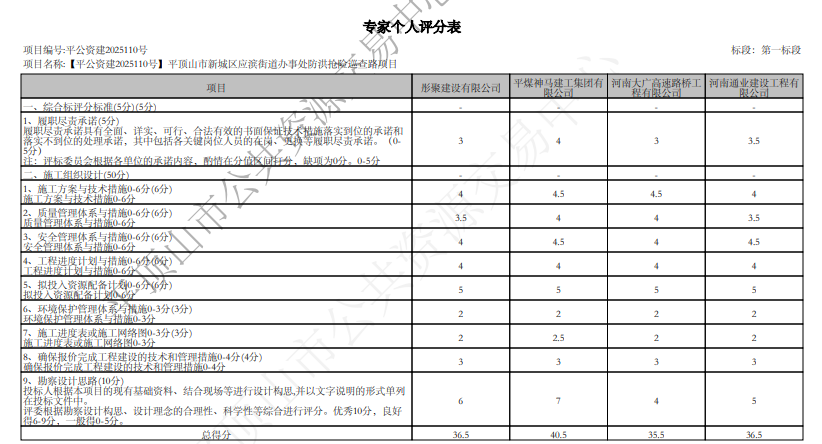 专家个人评分表
项目编号:平公资建2025110号 标段：第一标段
项目名称:【平公资建2025110号】平顶山市新城区应滨街道办事处防洪抢险巡查路项目
项目 彤聚建设有限公司 平煤神马建工集团有限公司 河南大广高速路桥工程有限公司 河南通业建设工程有限公司
一、综合标评分标准(5分)(5分) - - - -
1、履职尽责承诺(5分)
履职尽责承诺具有全面、详实、可行、合法有效的书面保证技术措施落实到位的承诺和
落实不到位的处理承诺，其中包括各关键岗位人员的在岗、更换等履职尽责承诺。（0-
5分）
注：评标委员会根据各单位的承诺内容，酌情在分值区间打分，缺项为0分。0-5分
3 4 3 3.5
二、施工组织设计(50分) - - - -
1、施工方案与技术措施0-6分(6分)
施工方案与技术措施0-6分
4 4.5 4.5 4
2、质量管理体系与措施0-6分(6分)
质量管理体系与措施0-6分
3.5 4 4 3.5
3、安全管理体系与措施0-6分(6分)
安全管理体系与措施0-6分
4 4.5 4 4.5
4、工程进度计划与措施0-6分(6分)
工程进度计划与措施0-6分
4 4 4 4
5、拟投入资源配备计划0-6分(6分)
拟投入资源配备计划0-6分
5 5 5 5
6、环境保护管理体系与措施0-3分(3分)
环境保护管理体系与措施0-3分
2 2 2 2
7、施工进度表或施工网络图0-3分(3分)
施工进度表或施工网络图0-3分
2 2.5 2 2
8、确保报价完成工程建设的技术和管理措施0-4分(4分)
确保报价完成工程建设的技术和管理措施0-4分
3 3 3 3
9、勘察设计思路(10分)
投标人根据本项目的现有基础资料、结合现场等进行设计构思,并以文字说明的形式单列
在投标文件中。
评委根据勘察设计构思、设计理念的合理性、科学性等综合进行评分。优秀10分，良好
得6-9分，一般得0-5分。
6 7 4 5
总得分 36.5 40.5 35.5 36.5
平顶山市公共资源交易中心
平顶山市公共资源交易中心